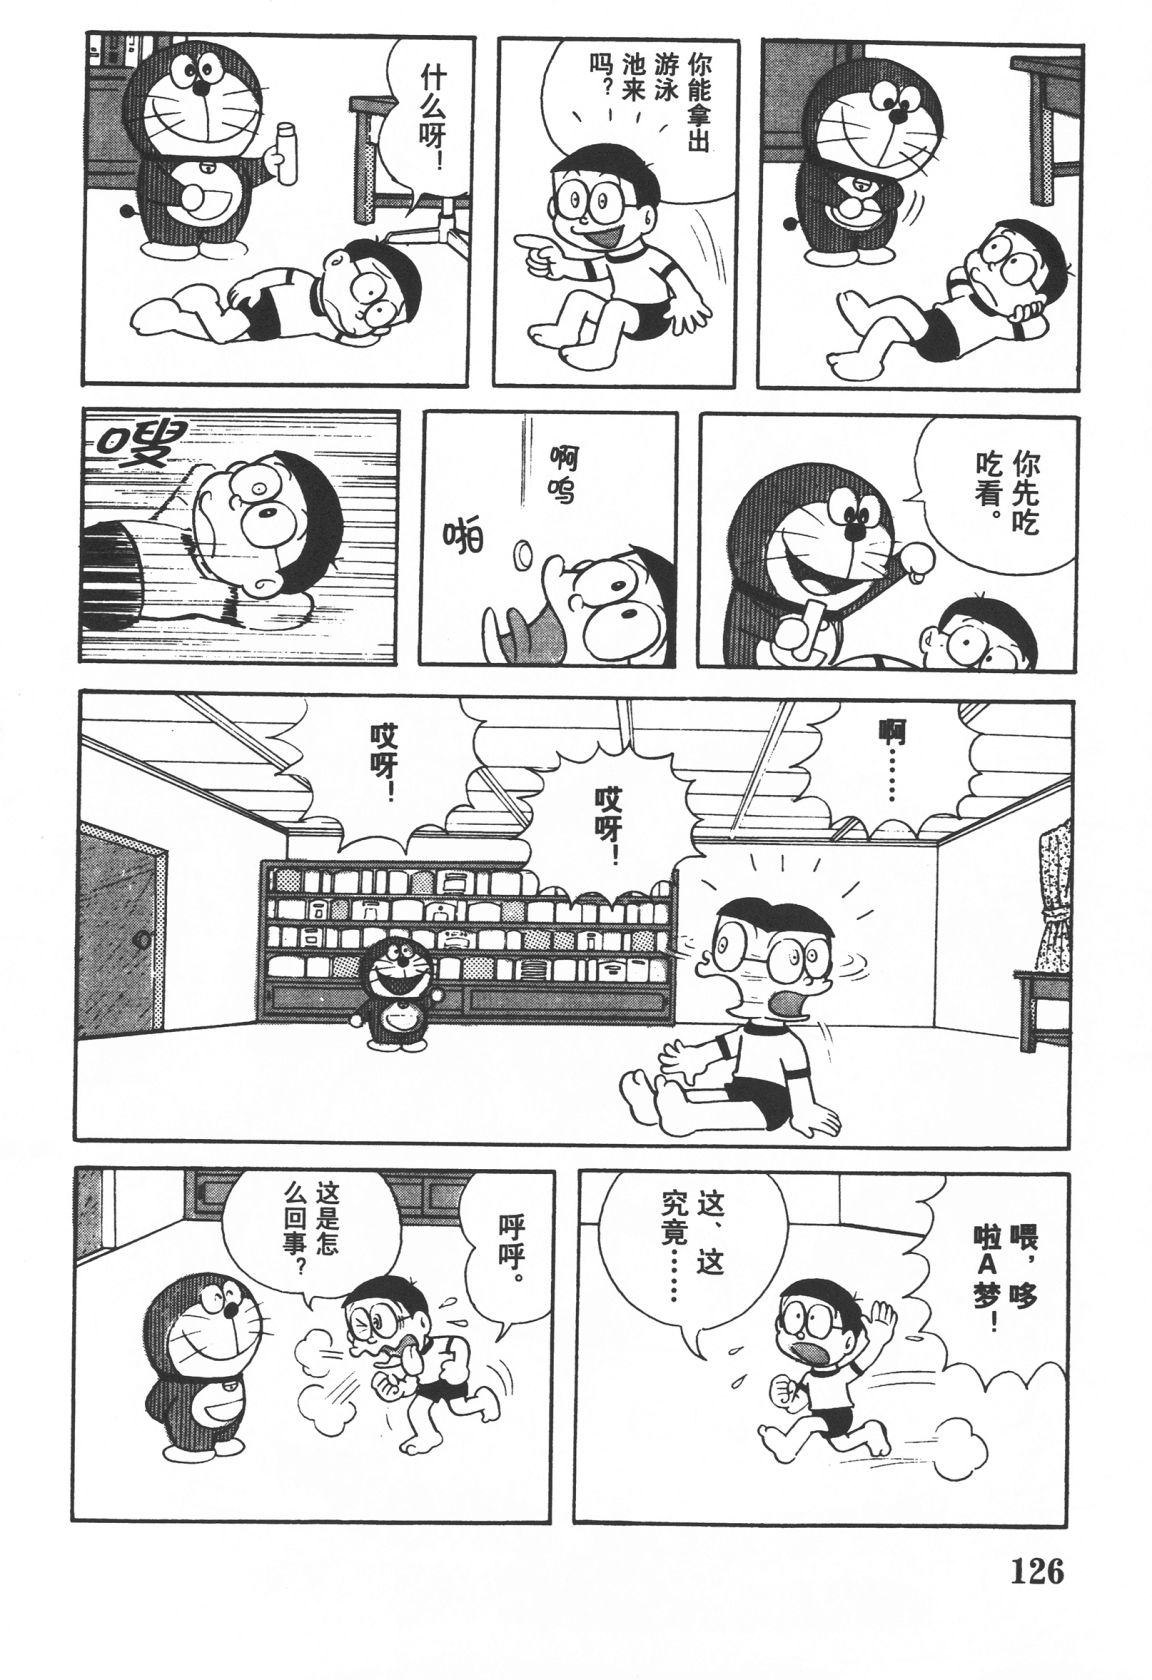 你能拿出
游泳
池来
吗？
什么呀！
你先吃
吃看。
啊
呜
啪
嗖
啊……
哎呀！
哎呀！
喂，哆
啦A梦！
这、这
究竟……
呼呼。
这是怎
么回事？
126